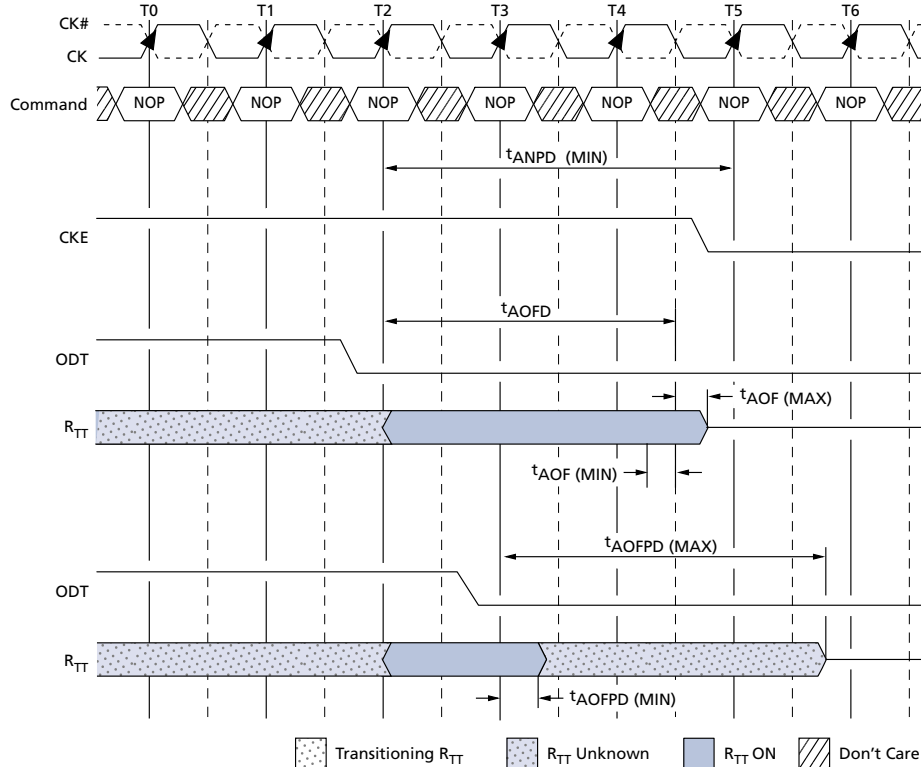 T0 T1 T2 T3 T4 T5 T6
CK#
CK
Command NOP NOP NOP NOP NOP NOP NOP
tANPD (MIN)
CKE
tAOFD
ODT
tAOF (MAX)
RTT
tAOF (MIN)
tAOFPD (MAX)
ODT
RTT
tAOFPD (MIN)
Transitioning RTT RTT Unknown RTT ON Don't Care